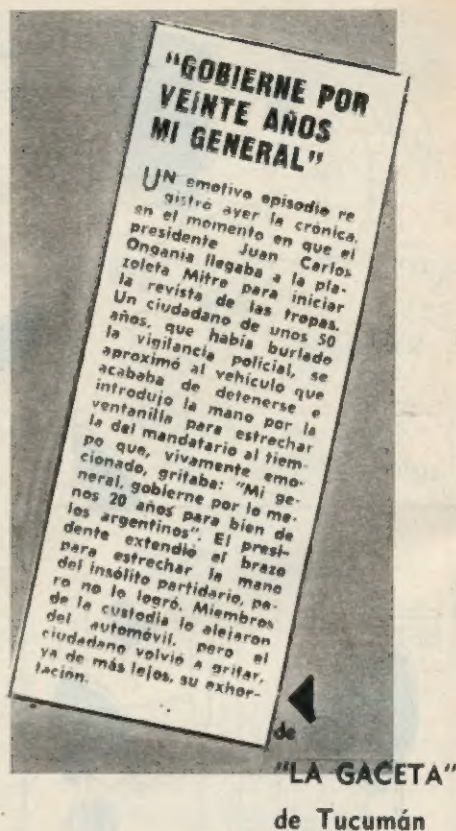 "GOBIERNE POR
VEINTE AÑOS
MI GENERAL"
UN emotivo episodio re
gistró ayer la crónica,
en el momento en que el
presidente Juan Carlos
Onganía llegaba a la pla-
zoleta Mitre para iniciar
la revista de las tropas.
Un ciudadano de unos 50
años, que había burlado
la vigilancia policial, se
aproximó al vehículo que
acababa de detenerse e
introdujo la mano por la
ventanilla para estrechar
la del mandatario al tiem-
po que, vivamente emo-
cionado, gritaba: "Mi ge-
neral, gobierne por lo me-
nos 20 años para bien de
los argentinos". El presi-
dente extendió el brazo
para estrechar la mano
del insólito partidario, pe-
ro no lo logró. Miembros
de la custodia lo alejaron
del automóvil, pero el
ciudadano volvió a gritar,
ya de más lejos, su exhor-
tación.
de
"LA GACETA"
de Tucumán